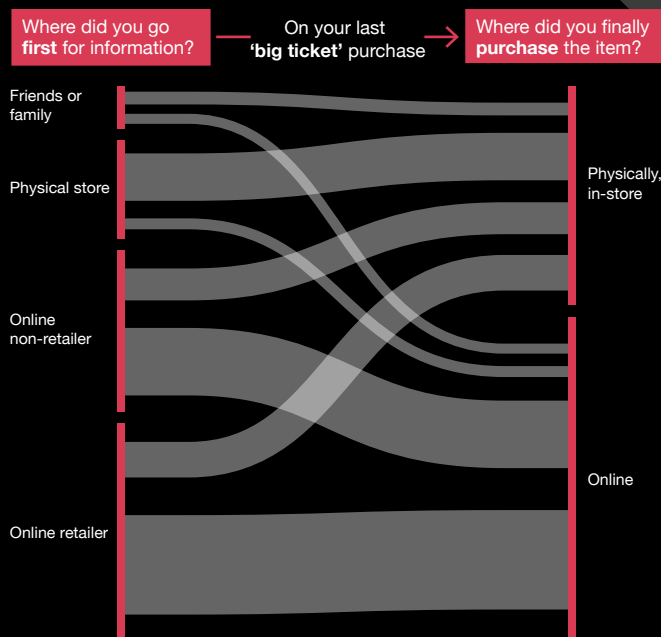 Where did you go
first for information?
On your last
‘big ticket’ purchase
Where did you finally
purchase the item?
Friends or
family
Physical store
Online
non-retailer
Online retailer
Physically,
in-store
Online